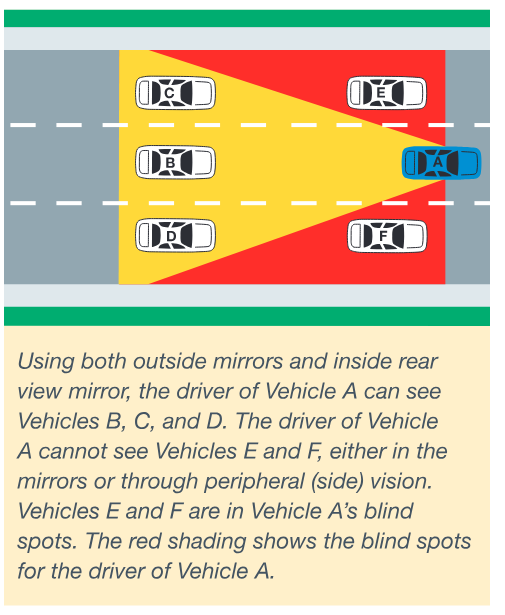 C
E
B
A
D
F
Using both outside mirrors and inside rear
view mirror, the driver of Vehicle A can see
Vehicles B, C, and D. The driver of Vehicle
A cannot see Vehicles E and F, either in the
mirrors or through peripheral (side) vision.
Vehicles E and F are in Vehicle A’s blind
spots. The red shading shows the blind spots
for the driver of Vehicle A.